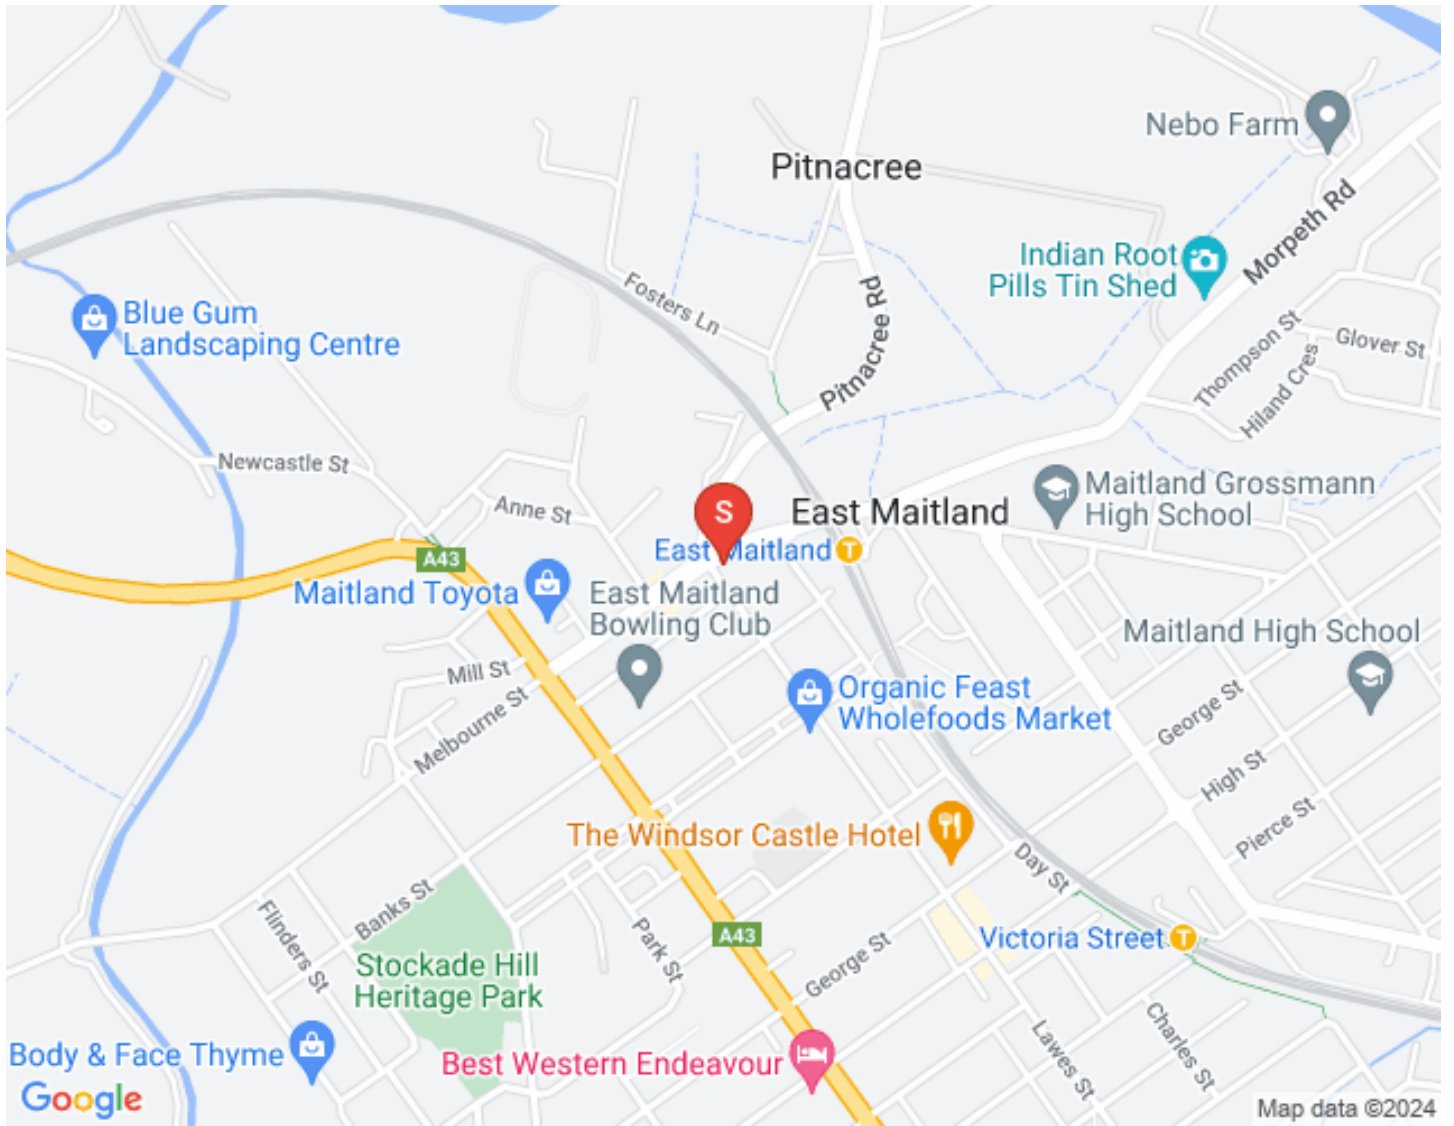 Nebo Farm
Pitnacree
Morpeth Rd
Indian Root
Pills Tin Shed
Fosters Ln
Pitnacree Rd
Blue Gum
Landscaping Centre
Thompson St
Glover St
Hiland Cres
Newcastle St
Anne St
S
East Maitland
Maitland Grossmann
High School
East Maitland
A43
Maitland Toyota
East Maitland
Bowling Club
Maitland High School
Mill St
Melbourne St
Organic Feast
Wholefoods Market
George St
High St
Pierce St
The Windsor Castle Hotel
Day St
Banks St
Flinders St
Park St
A43
George St
Victoria Street
Stockade Hill
Heritage Park
Charles St
Lawes St
Body & Face Thyme
Best Western Endeavour
Google
Map data ©2024